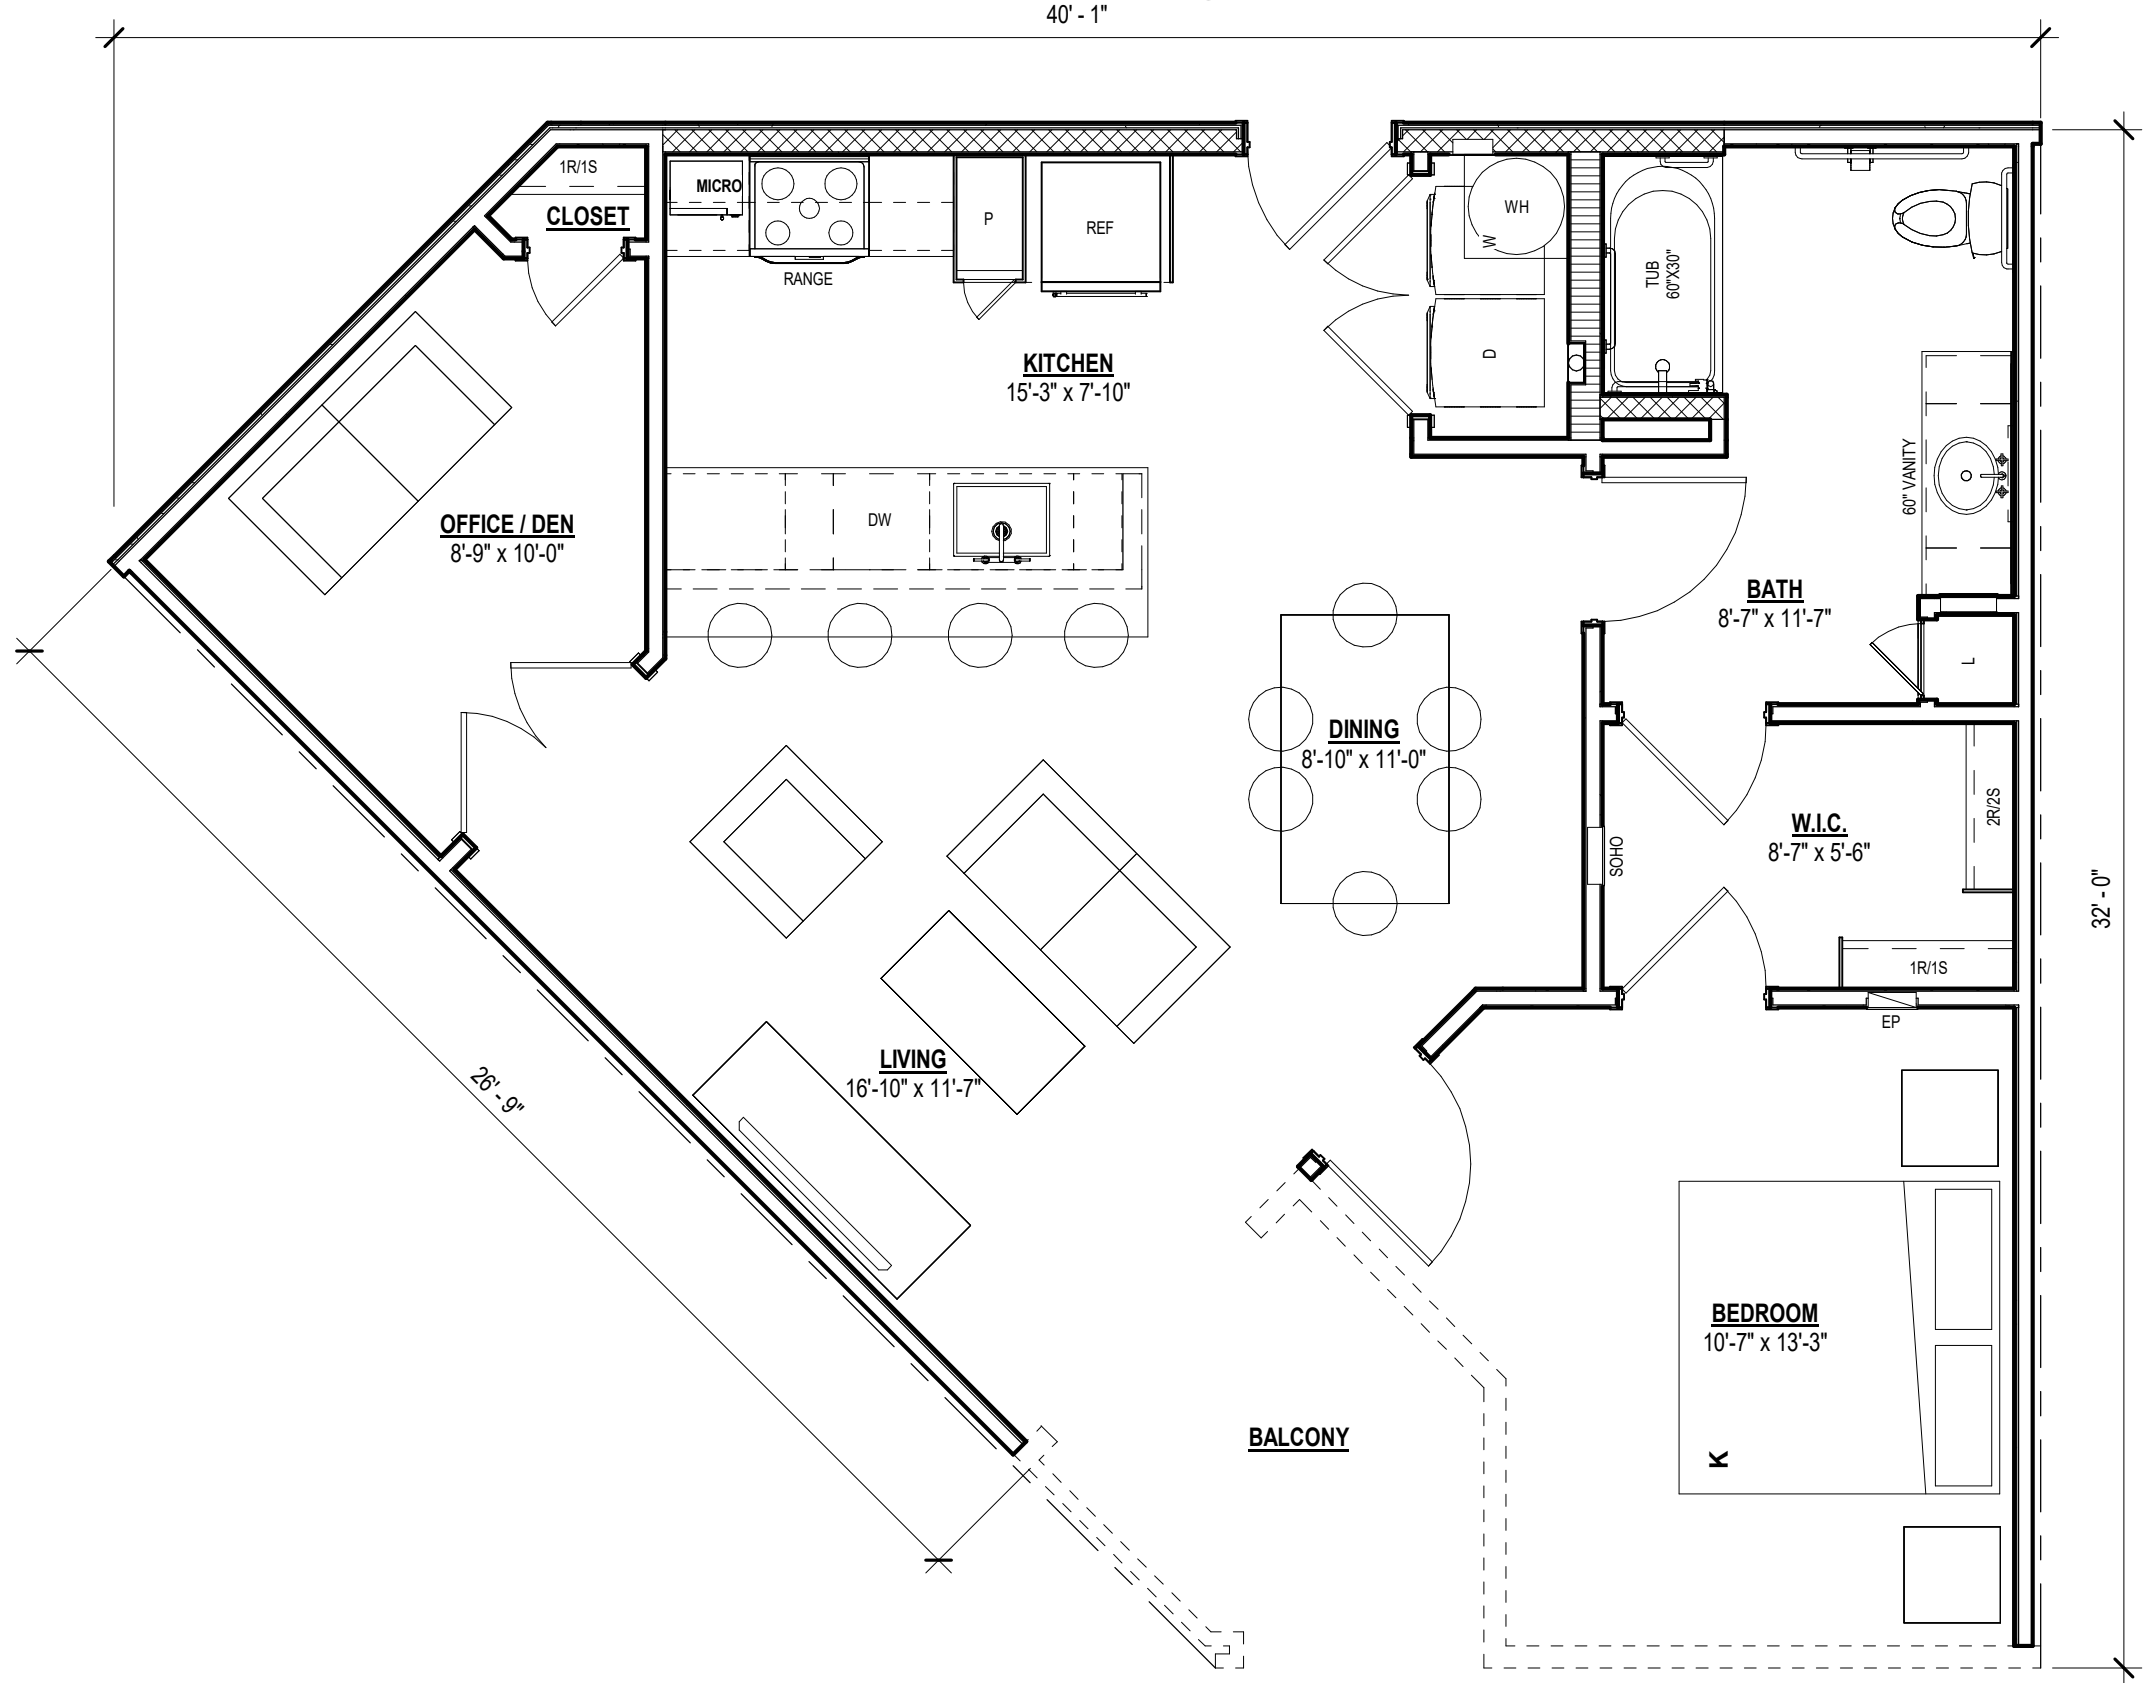 40' - 1"
1R/1S
CLOSET
MICRO
RANGE
P
REF
WH
W
D
TUB
60"X30"
KITCHEN
15'-3" x 7'-10"
60" VANITY
OFFICE / DEN
8'-9" x 10'-0"
DW
BATH
8'-7" x 11'-7"
L
DINING
8'-10" x 11'-0"
SOHO
W.I.C.
8'-7" x 5'-6"
2R/2S
1R/1S
EP
32' - 0"
LIVING
16'-10" x 11'-7"
26' - 9"
BEDROOM
10'-7" x 13'-3"
BALCONY
K